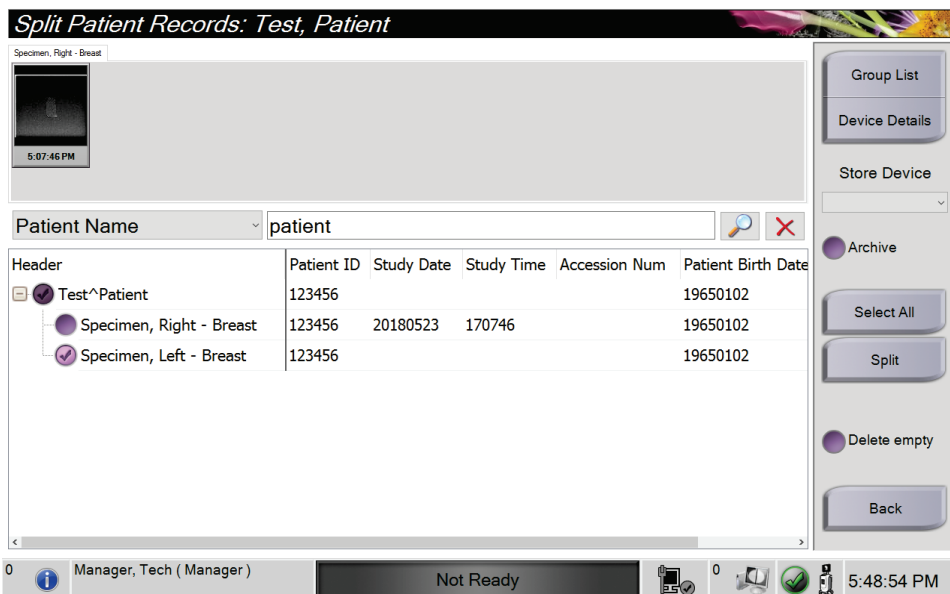 Split Patient Records: Test, Patient
Specimen, Right - Breast
5:07:46 PM
Group List
Device Details
Store Device
Archive
Select All
Split
Delete empty
Back
Patient Name patient
Header Patient ID Study Date Study Time Accession Num Patient Birth Date
Test^Patient 123456 19650102
Specimen, Right - Breast 123456 20180523 170746 19650102
Specimen, Left - Breast 123456 19650102
0 Manager, Tech ( Manager ) Not Ready 0 5:48:54 PM